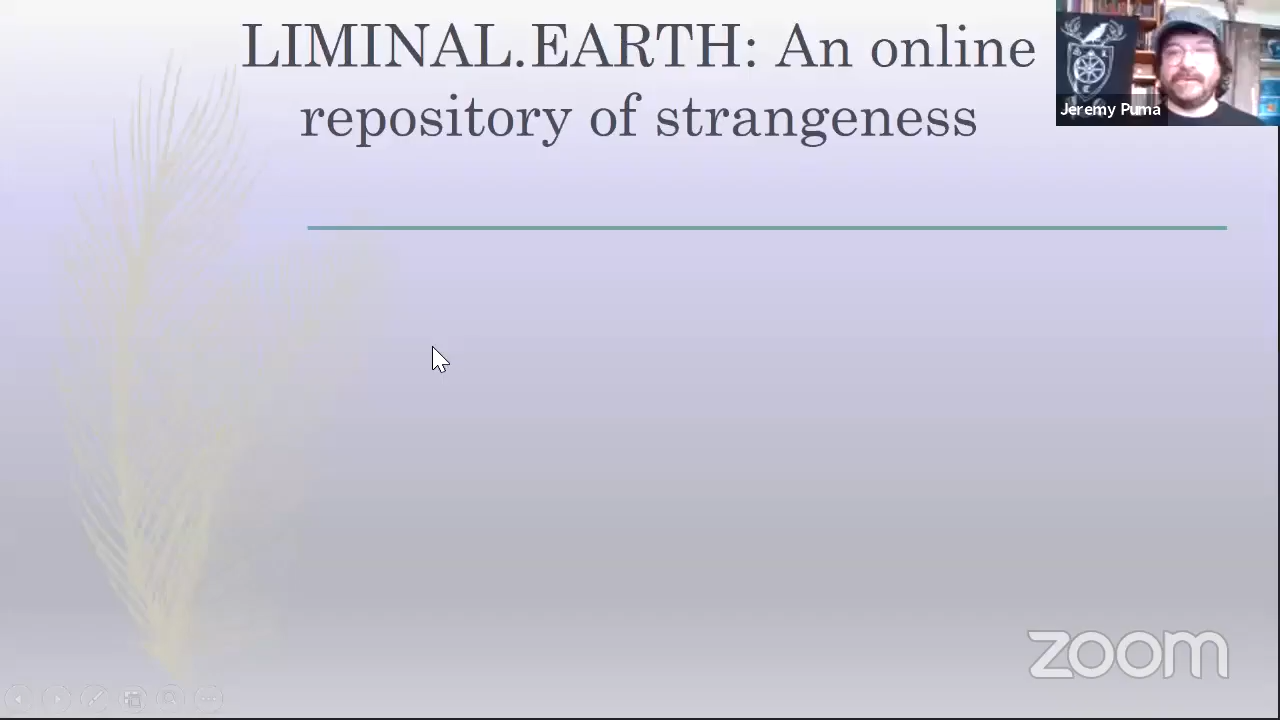 LIMINAL.EARTH: An online
repository of strangeness
Jeremy Puma
zoom